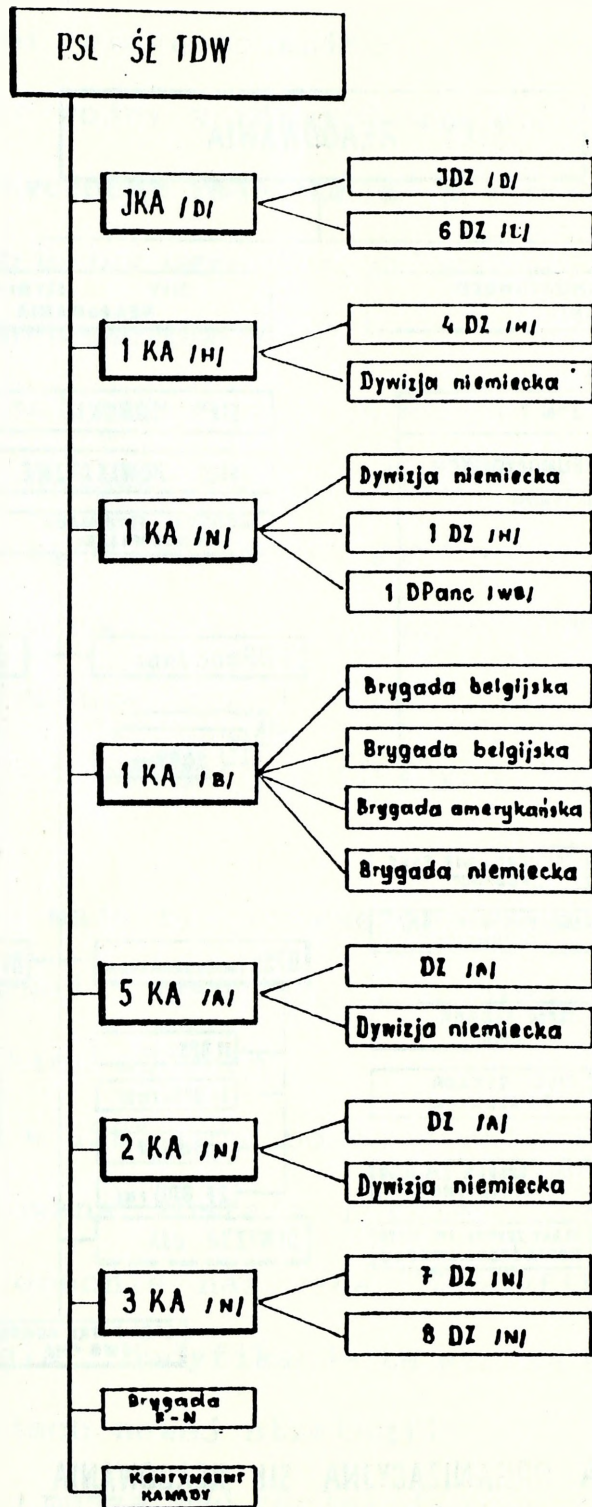 PSL ŚE TDW
JKA /D/
JDZ /D/
6 DZ
1 KA /H/
4 DZ /H/
Dywizja niemiecka
1 KA /N/
Dywizja niemiecka
1 DZ /H/
1 DPanc /WB/
1 KA /B/
Brygada belgijska
Brygada belgijska
Brygada amerykańska
Brygada niemiecka
5 KA /A/
DZ /A/
Dywizja niemiecka
2 KA /N/
DZ /A/
Dywizja niemiecka
3 KA /N/
7 DZ /N/
8 DZ /N/
Brygada
F-N
KONTYNGENT
KANADY